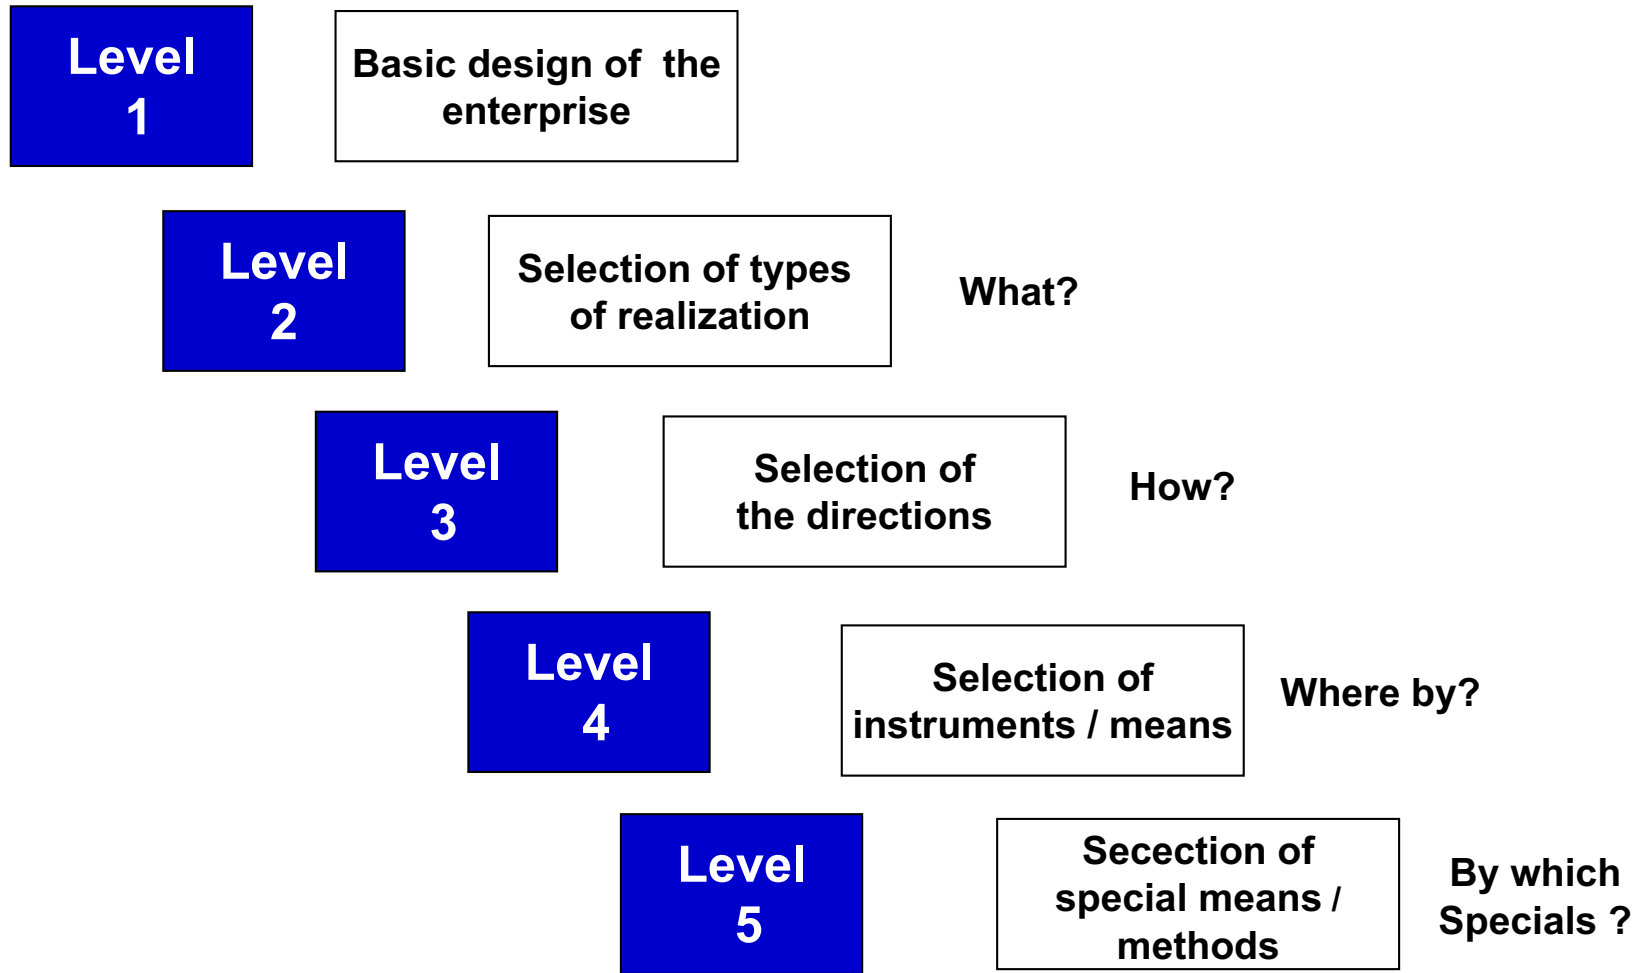 Level
1
Basic design of the
enterprise
Level
2
Selection of types
of realization
What?
Level
3
Selection of
the directions
How?
Level
4
Selection of
instruments / means
Where by?
Level
5
Secection of
special means /
methods
By which
Specials ?